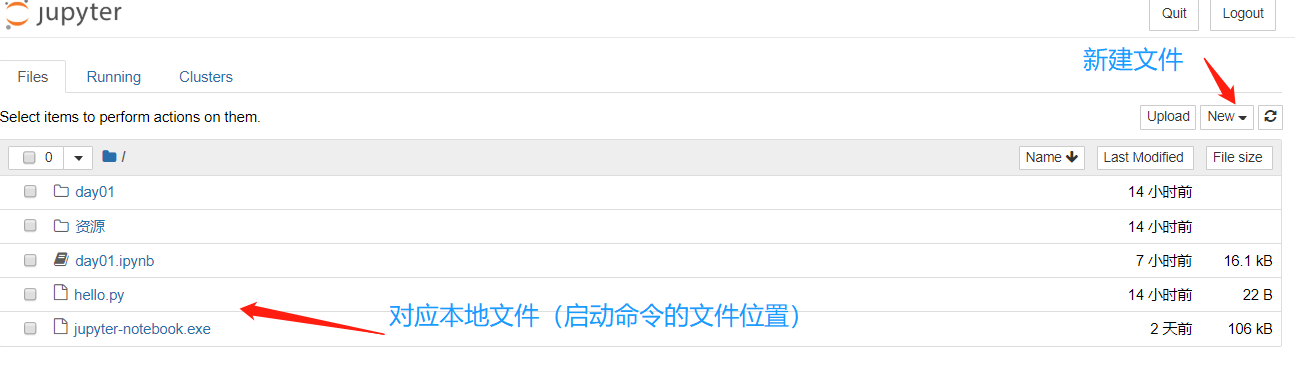 jupyter
Quit Logout
新建文件
Files Running Clusters
Select items to perform actions on them.
Upload New
0 / Name Last Modified File size
day01 14 小时前
资源 14 小时前
day01.ipynb 7 小时前 16.1 kB
hello.py 14 小时前 22 B
对应本地文件（启动命令的文件位置）
jupyter-notebook.exe 2 天前 106 kB